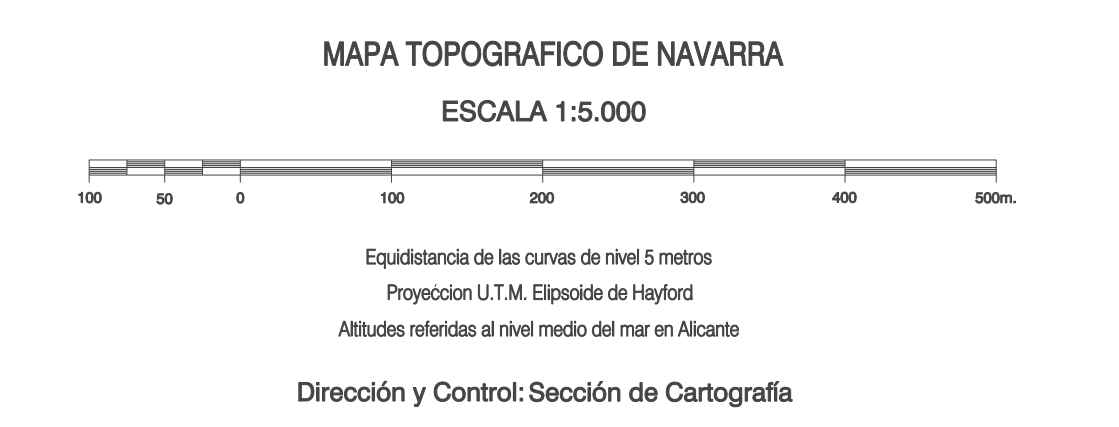 MAPA TOPOGRAFICO DE NAVARRA
ESCALA 1:5.000
100 50 0 100 200 300 400 500m.
Equidistancia de las curvas de nivel 5 metros
Proyeċcion U.T.M. Elipsoide de Hayford
Altitudes referidas al nivel medio del mar en Alicante
Dirección y Control: Sección de Cartografía